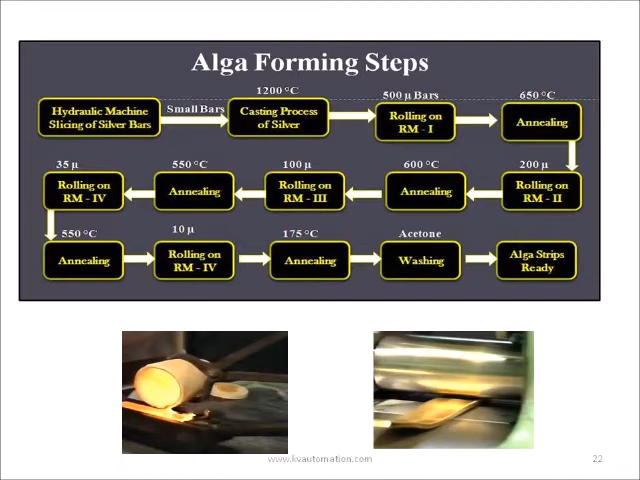 Alga Forming Steps
1200 °C
500 µ Bars
650 °C
Small Bars
Hydraulic Machine
Slicing of Silver Bars
Casting Process
of Silver
Rolling on
RM - I
Annealing
35 µ
550 °C
100 µ
600 °C
200 µ
Rolling on
RM - IV
Annealing
Rolling on
RM - III
Annealing
Rolling on
RM - II
550 °C
10 µ
175 °C
Acetone
Annealing
Rolling on
RM - IV
Annealing
Washing
Alga Strips
Ready
www.kvautomation.com
22